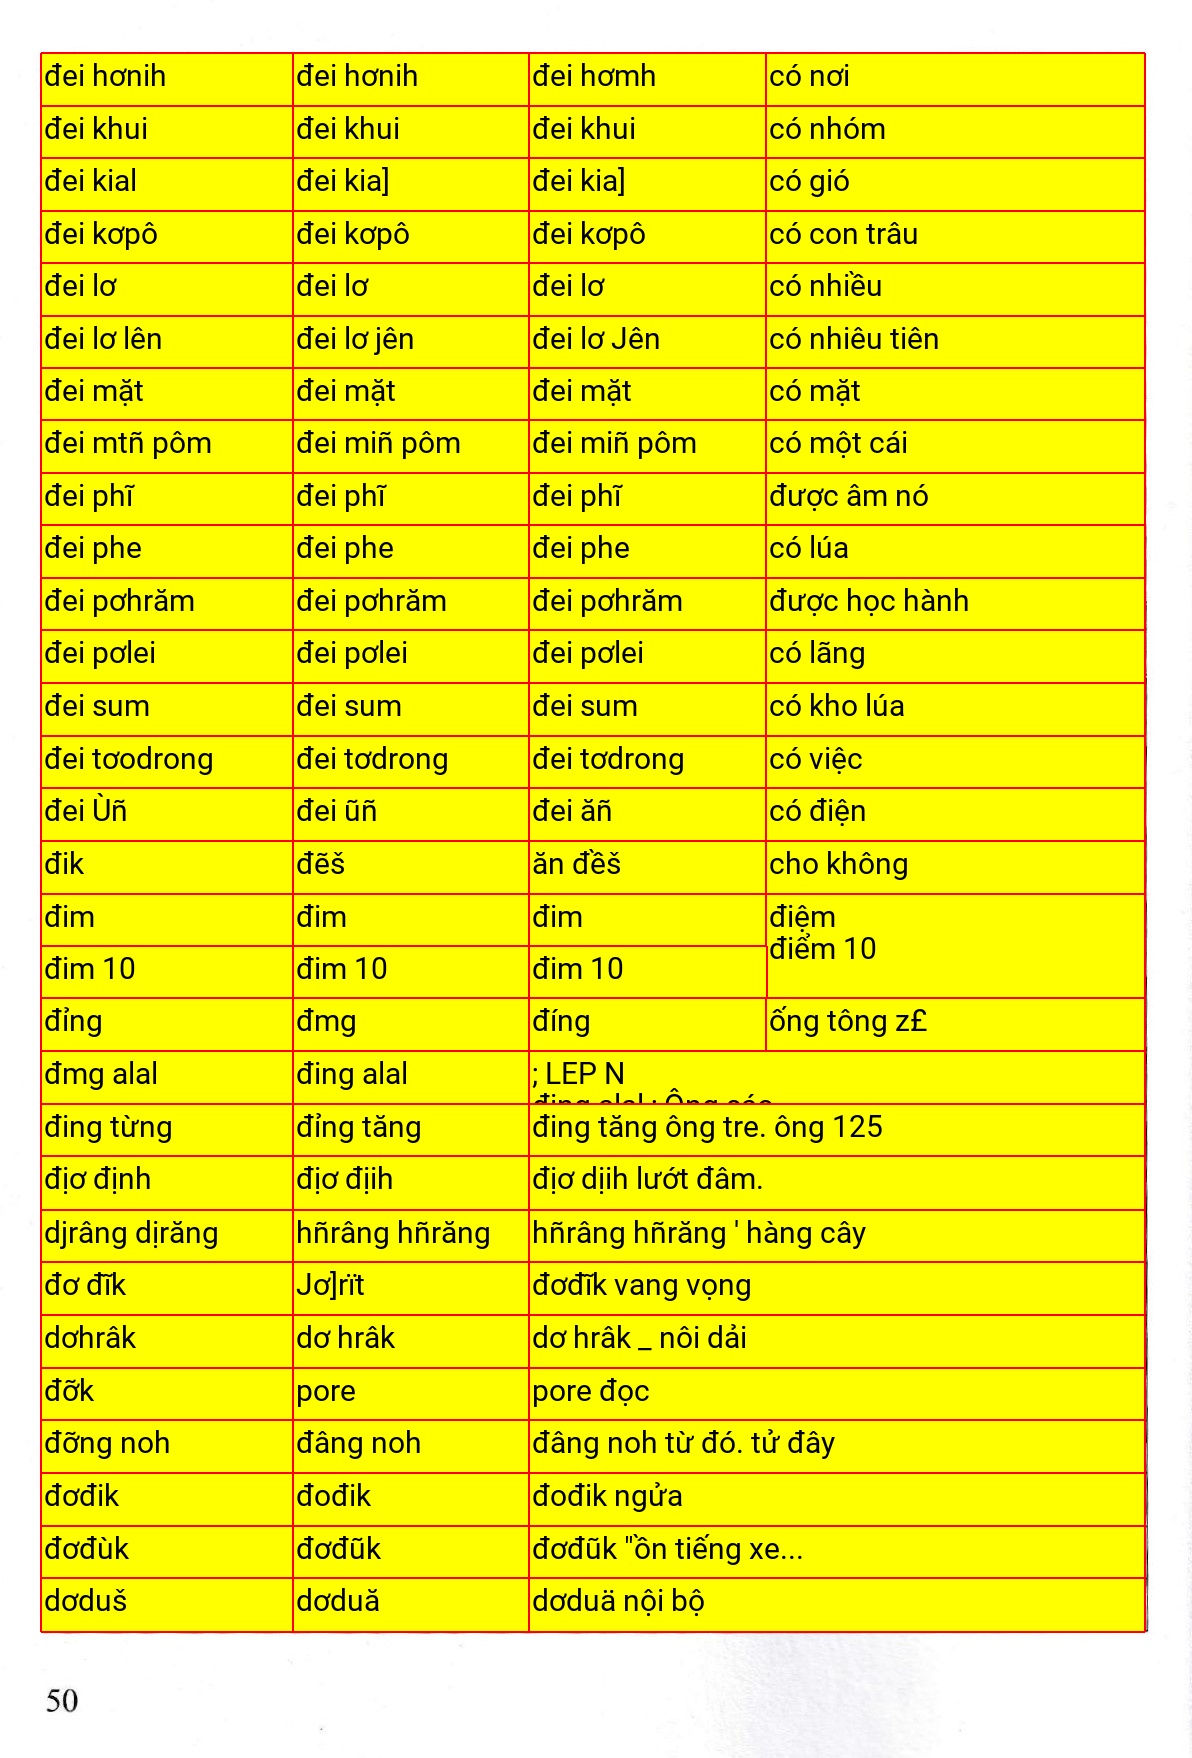 đei hơnih đei hơnih đei hơmh có nơi
đei khui đei khui đei khui có nhóm
đei kial đei kia] đei kia] có gió
đei kơpô đei kơpô đei kơpô có con trâu
đei lơ đei lơ đei lơ có nhiều
đei lơ lên đei lơ jên đei lơ Jên có nhiêu tiên
đei mặt đei mặt đei mặt có mặt
đei mtñ pôm đei miñ pôm đei miñ pôm có một cái
đei phĩ đei phĩ đei phĩ được âm nó
đei phe đei phe đei phe có lúa
đei pơhrăm đei pơhrăm đei pơhrăm được học hành
đei pơlei đei pơlei đei pơlei có lãng
đei sum đei sum đei sum có kho lúa
đei tơodrong đei tơdrong đei tơdrong có việc
đei Ùñ đei ũñ đei ăñ có điện
đik đẽš ăn đềš cho không
đim đim đim điệm
điểm 10
đim 10 đim 10 đim 10
đỉng đmg đíng ống tông z£
đmg alal đing alal ; LEP N
đing từng đỉng tăng đing tăng ông tre. ông 125
địơ định địơ địih địơ dịih lướt đâm.
djrâng dịrăng hñrâng hñrăng hñrâng hñrăng ' hàng cây
đơ đĩk Jơ]rït đơđĩk vang vọng
dơhrâk dơ hrâk dơ hrâk _ nôi dải
đỡk pore pore đọc
đỡng noh đâng noh đâng noh từ đó. tử đây
đơđik đođik đođik ngửa
đơđùk đơđũk đơđũk "ồn tiếng xe...
dơduš dơduă dơduä nội bộ
50